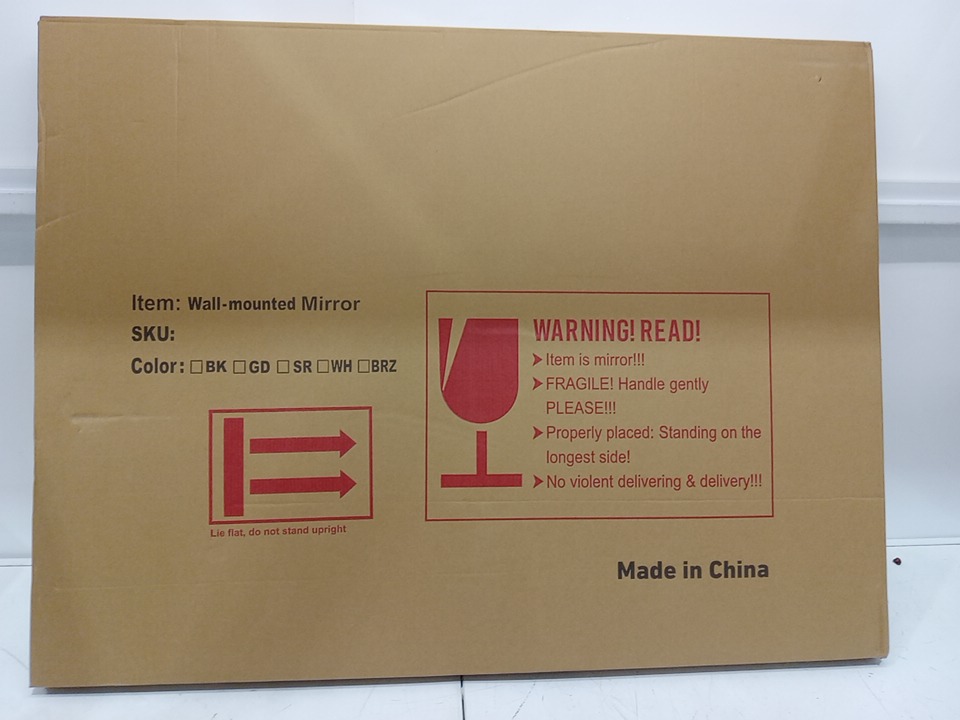 Item: Wall-mounted Mirror
SKU:
Color: □BK □GD □SR □WH □BRZ
Lie flat, do not stand upright
WARNING! READ!
➤Item is mirror!!!
➤FRAGILE! Handle gently
PLEASE!!!
➤Properly placed: Standing on the
longest side!
➤No violent delivering & delivery!!!
Made in China